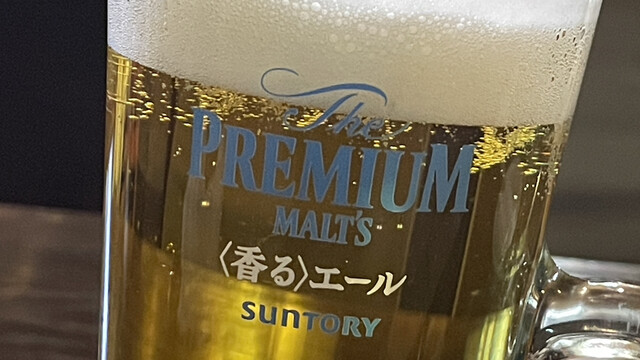 The
PREMIUM
MALT'S
〈香る〉エール
SUNTORY